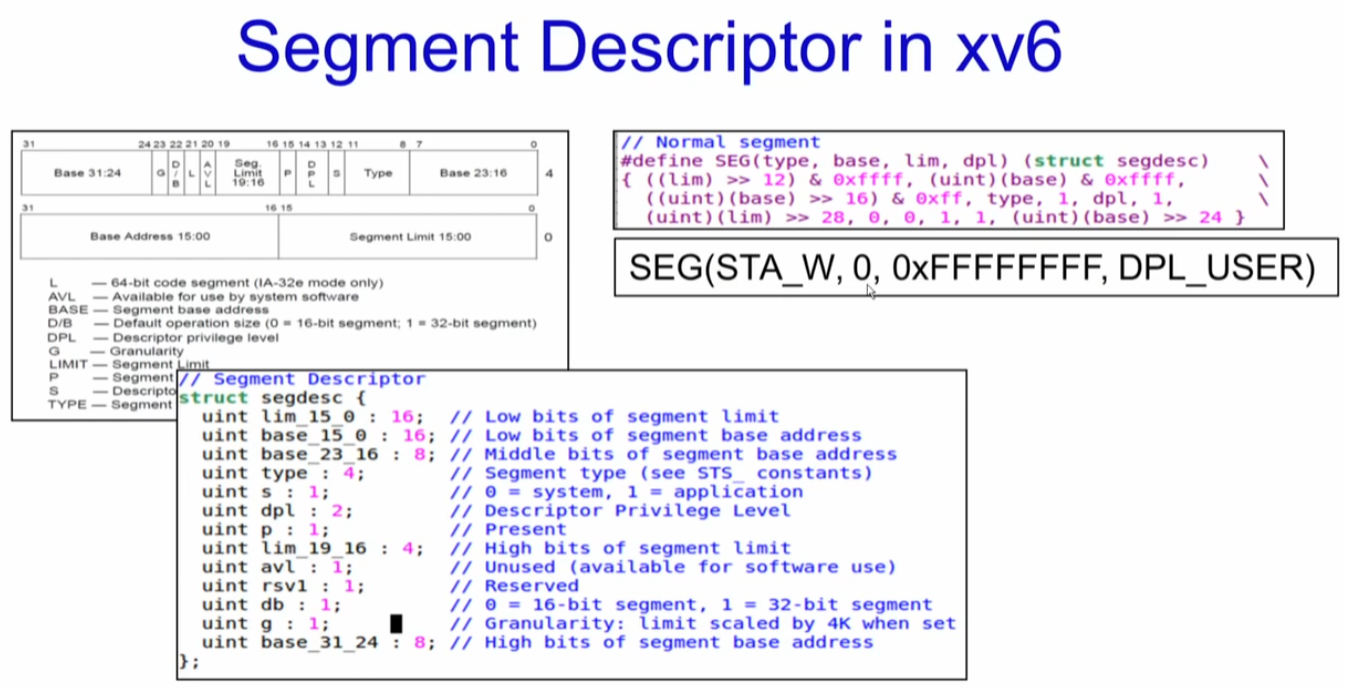 Segment Descriptor in xv6
31 24 23 22 21 20 19 16 15 14 13 12 11 8 7 0
Base 31:24 G D/B L AVL Seg. Limit 19:16 P DPL S Type Base 23:16 4
31 16 15 0
Base Address 15:00 Segment Limit 15:00 0
L — 64-bit code segment (IA-32e mode only)
AVL — Available for use by system software
BASE — Segment base address
D/B — Default operation size (0 = 16-bit segment; 1 = 32-bit segment)
DPL — Descriptor privilege level
G — Granularity
LIMIT — Segment Limit
P — Segment
S — Descripto
TYPE — Segment
// Normal segment
#define SEG(type, base, lim, dpl) (struct segdesc) \
{ ((lim) >> 12) & 0xffff, (uint)(base) & 0xffff, \
((uint)(base) >> 16) & 0xff, type, 1, dpl, 1, \
(uint)(lim) >> 28, 0, 0, 1, 1, (uint)(base) >> 24 }
SEG(STA_W, 0, 0xFFFFFFFF, DPL_USER)
// Segment Descriptor
struct segdesc {
uint lim_15_0 : 16; // Low bits of segment limit
uint base_15_0 : 16; // Low bits of segment base address
uint base_23_16 : 8; // Middle bits of segment base address
uint type : 4; // Segment type (see STS_ constants)
uint s : 1; // 0 = system, 1 = application
uint dpl : 2; // Descriptor Privilege Level
uint p : 1; // Present
uint lim_19_16 : 4; // High bits of segment limit
uint avl : 1; // Unused (available for software use)
uint rsv1 : 1; // Reserved
uint db : 1; // 0 = 16-bit segment, 1 = 32-bit segment
uint g : 1; // Granularity: limit scaled by 4K when set
uint base_31_24 : 8; // High bits of segment base address
};